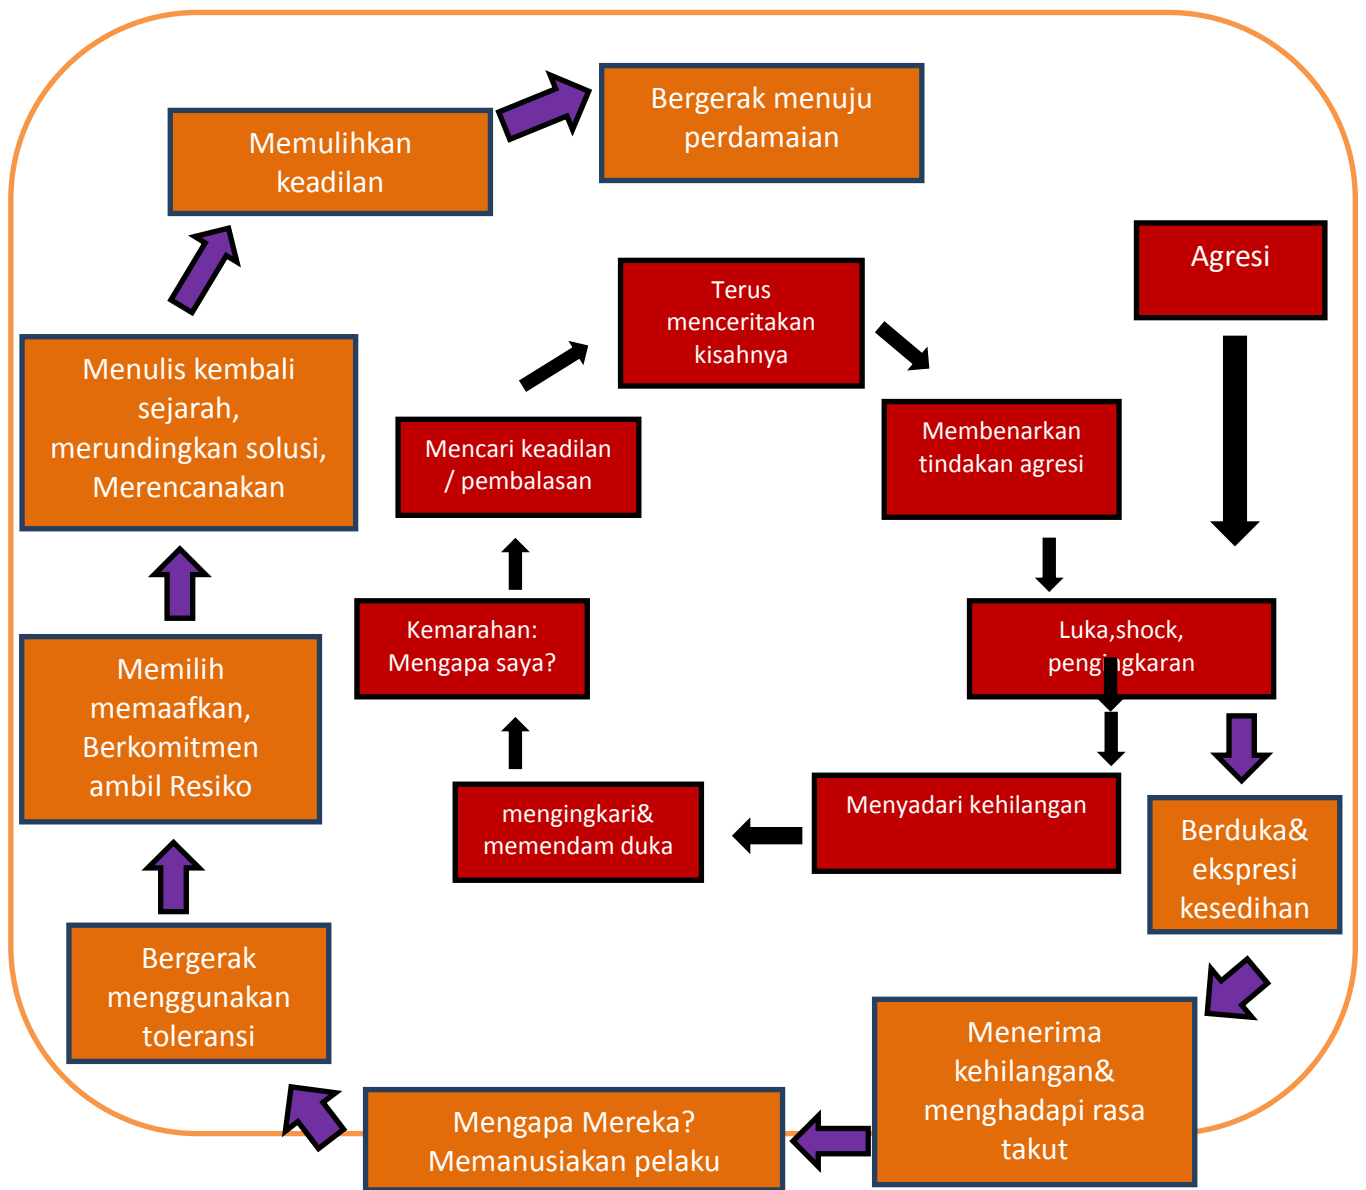 Bergerak menuju
perdamaian
Memulihkan
keadilan
Agresi
Terus
menceritakan
kisahnya
Menulis kembali
sejarah,
merundingkan solusi,
Merencanakan
Mencari keadilan
/ pembalasan
Membenarkan
tindakan agresi
Kemarahan:
Mengapa saya?
Luka,shock,
pengingkaran
Memilih
memaafkan,
Berkomitmen
ambil Resiko
mengingkari&
memendam duka
Menyadari kehilangan
Berduka&
ekspresi
kesedihan
Bergerak
menggunakan
toleransi
Menerima
kehilangan&
menghadapi rasa
takut
Mengapa Mereka?
Memanusiakan pelaku